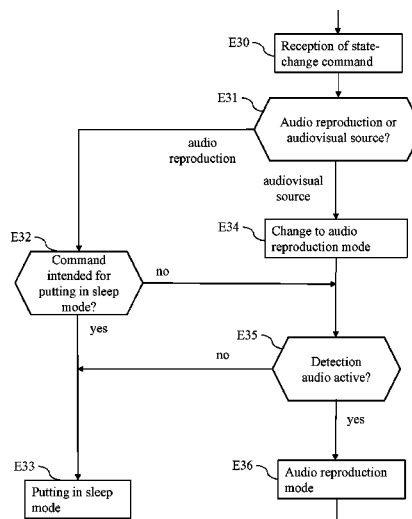 E30
Reception of state-
change command
E31
Audio reproduction or
audiovisual source?
audio
reproduction
audiovisual
source
E32
Command
intended for
putting in sleep
mode?
no
yes
E34
Change to audio
reproduction mode
E35
Detection
audio active?
no
yes
E33
Putting in sleep
mode
E36
Audio reproduction
mode